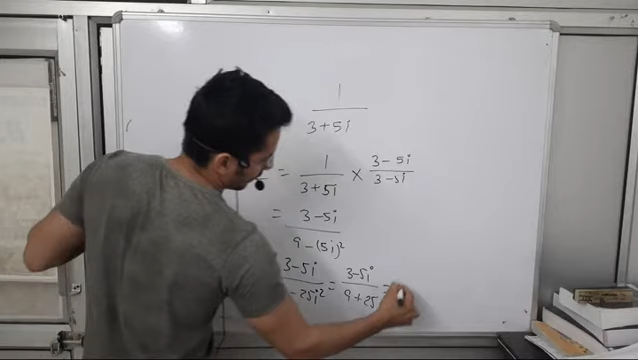 1
3+5i
= 1/3+5i × 3-5i/3-5i
= 3-5i/9-(5i)²
3-5i/-25i² = 3-5i/9+25 =